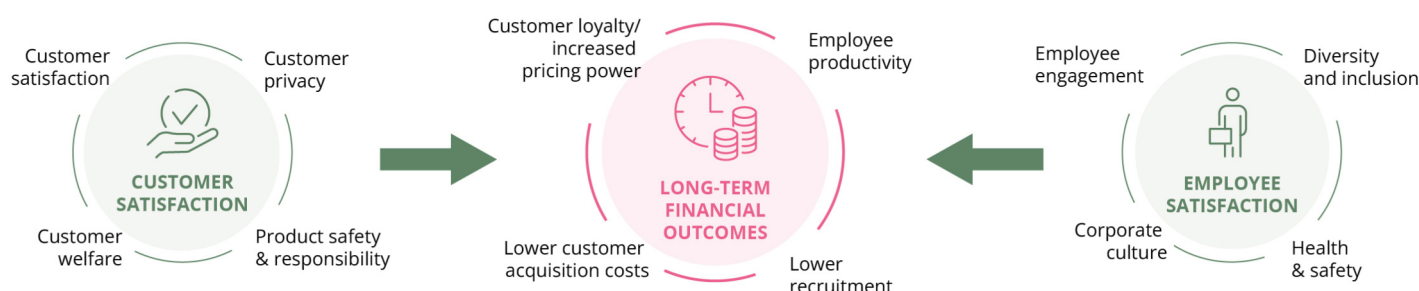 Customer
satisfaction
Customer
privacy
CUSTOMER
SATISFACTION
Customer
welfare
Product safety
& responsibility
Customer loyalty/
increased
pricing power
Employee
productivity
LONG-TERM
FINANCIAL
OUTCOMES
Lower customer
acquisition costs
Lower
recruitment
Employee
engagement
Diversity
and inclusion
EMPLOYEE
SATISFACTION
Corporate
culture
Health
& safety